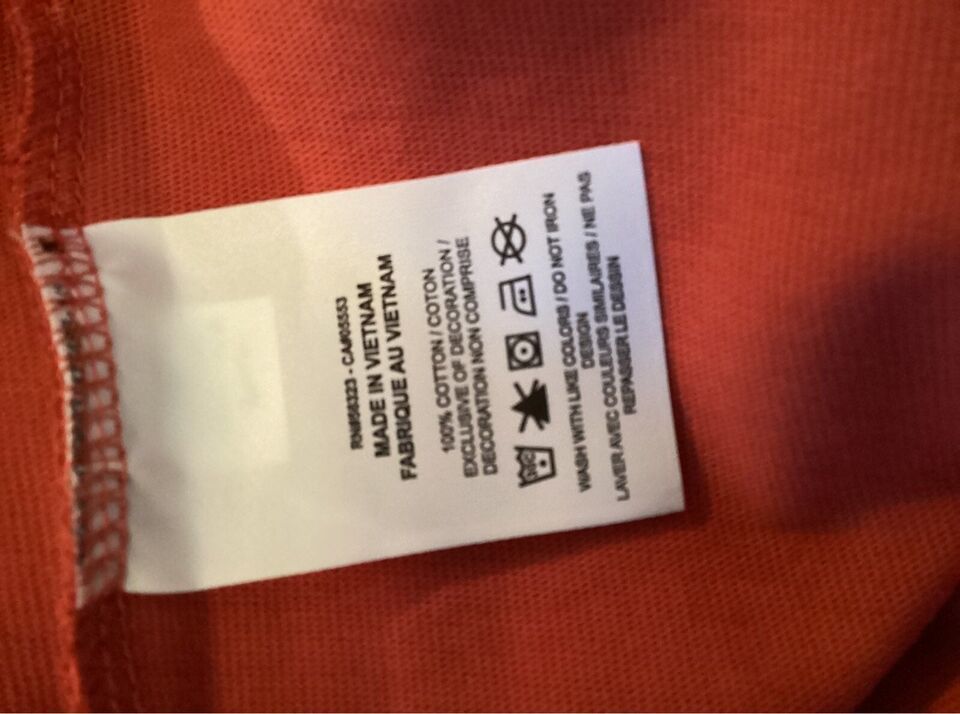 RN#56323 - CA#05553
MADE IN VIETNAM
FABRIQUE AU VIETNAM
100% COTTON / COTON /
EXCLUSIVE OF DECORATION /
DECORATION NON COMPRISE
WASH WITH LIKE COLORS / DO NOT IRON
DESIGN
LAVER AVEC COULEURS SIMILAIRES / NE PAS
REPASSER LE DESSIN